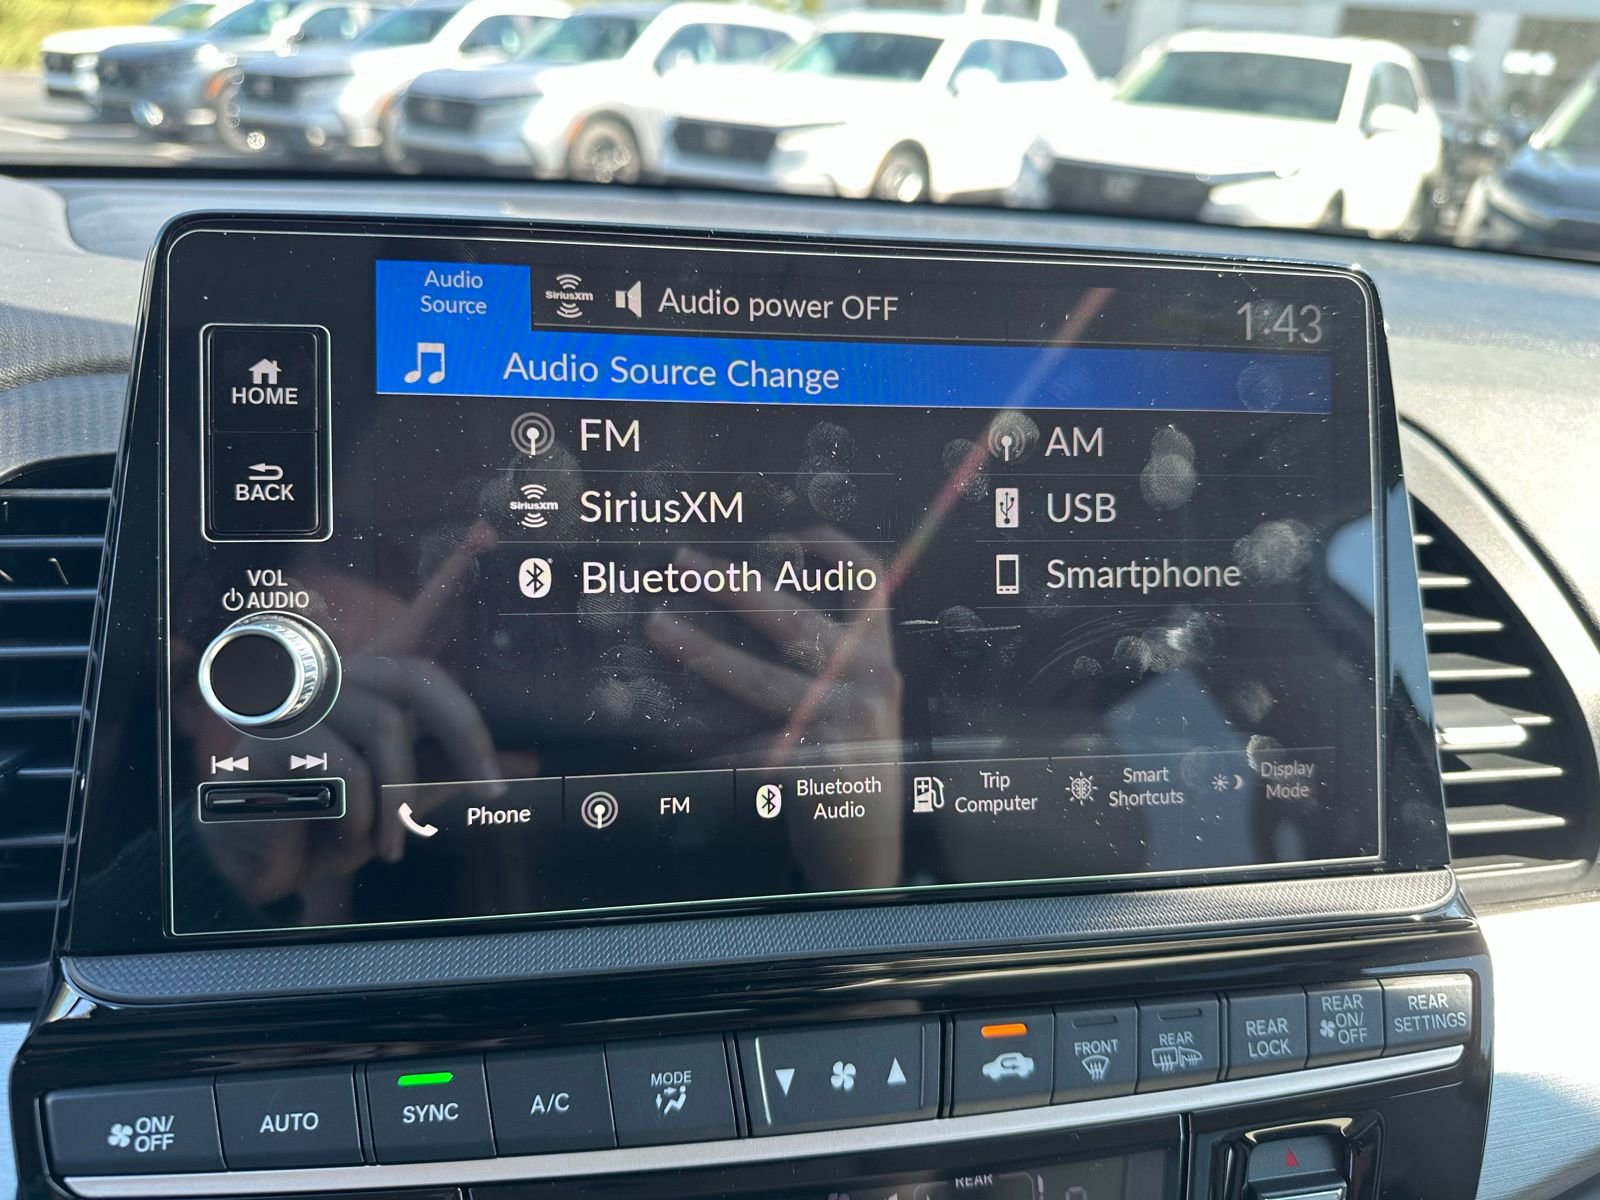 Audio
Source
SiriusXM
Audio power OFF
1:43
HOME
Audio Source Change
FM
AM
BACK
SiriusXM
SiriusXM
USB
Bluetooth Audio
Smartphone
VOL
AUDIO
Phone
FM
Bluetooth
Audio
Trip
Computer
Smart
Shortcuts
Display
Mode
ON/
OFF
AUTO
SYNC
A/C
MODE
FRONT
REAR
REAR
LOCK
REAR
ON/
OFF
REAR
SETTINGS
REAR